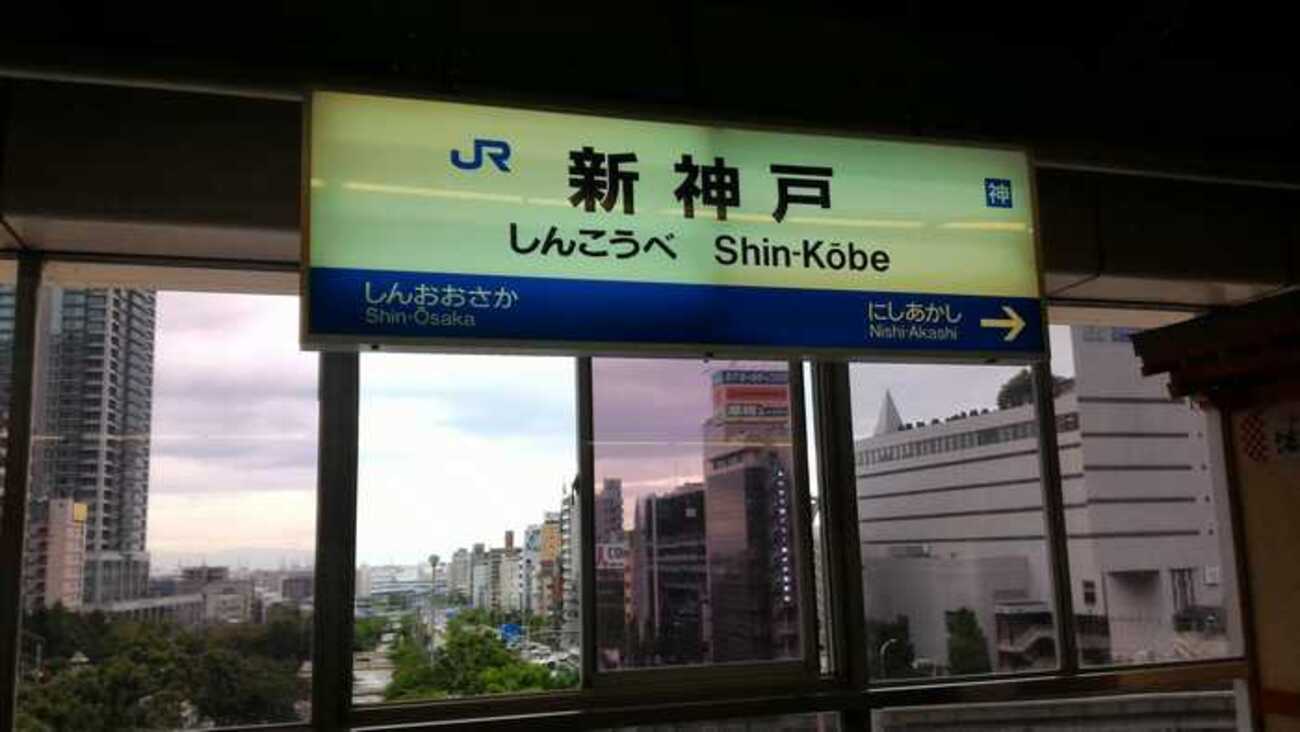 JR 新神戸 神
しんこうべ Shin-Kōbe
しんおおさか にしあかし →
Shin-Ōsaka Nishi-Akashi